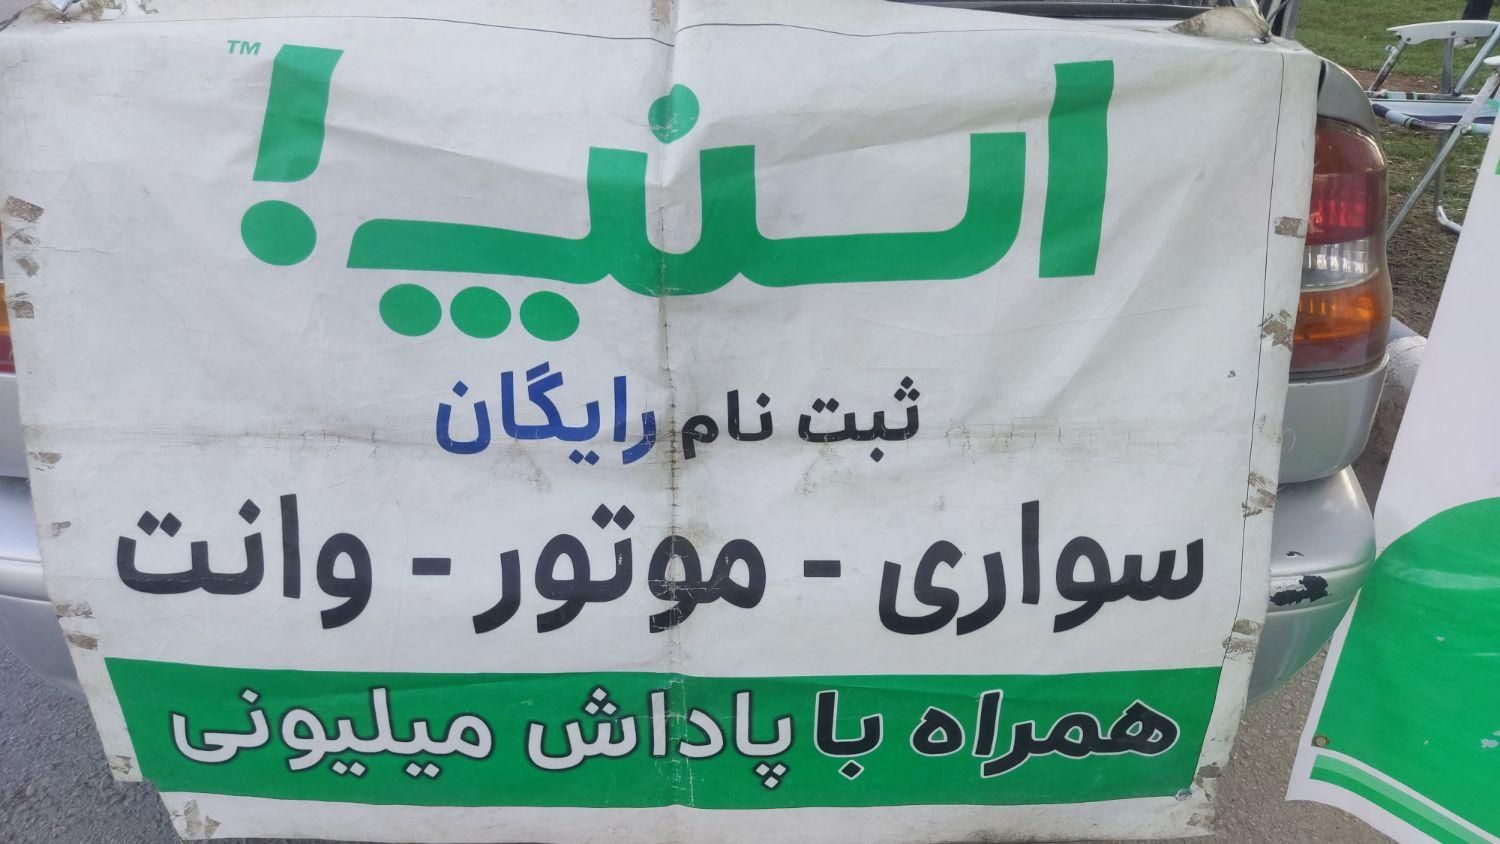 اسنپ!™
ثبت نام رایگان
سواری - موتور - وانت
همراه با پاداش میلیونی